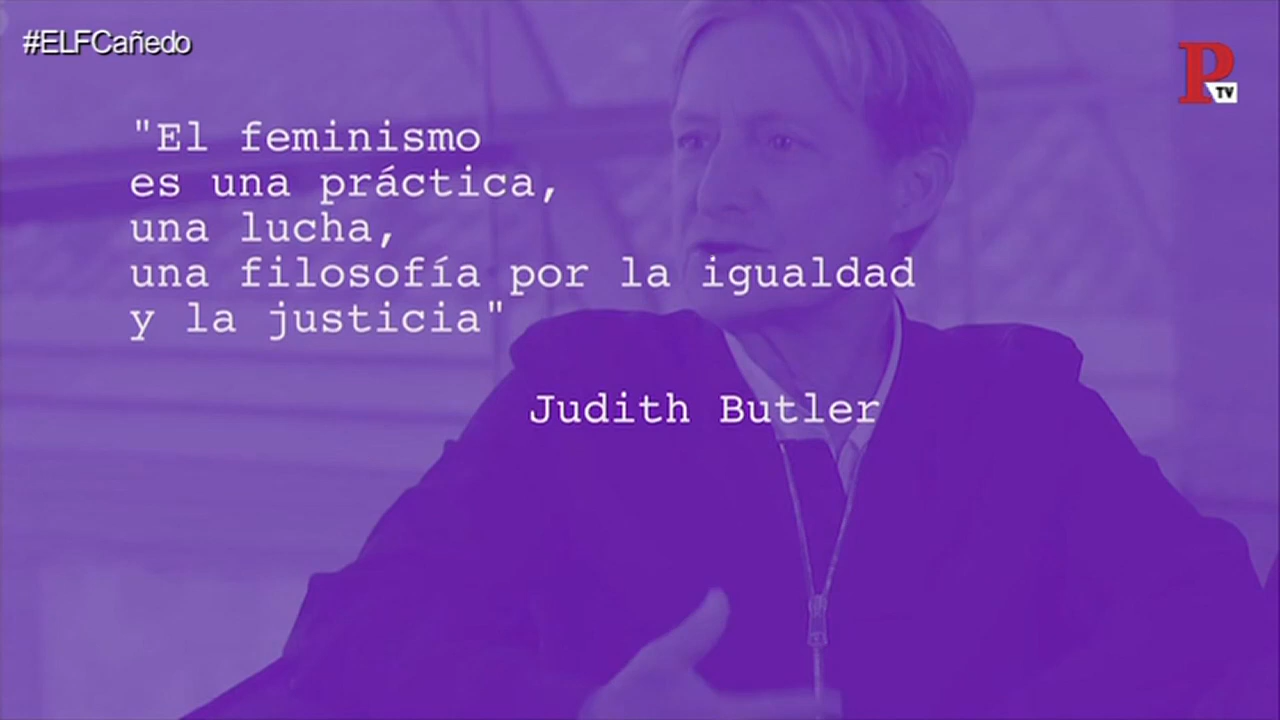 #ELFCañedo
P
TV
"El feminismo
es una práctica,
una lucha,
una filosofía por la igualdad
y la justicia"
Judith Butler